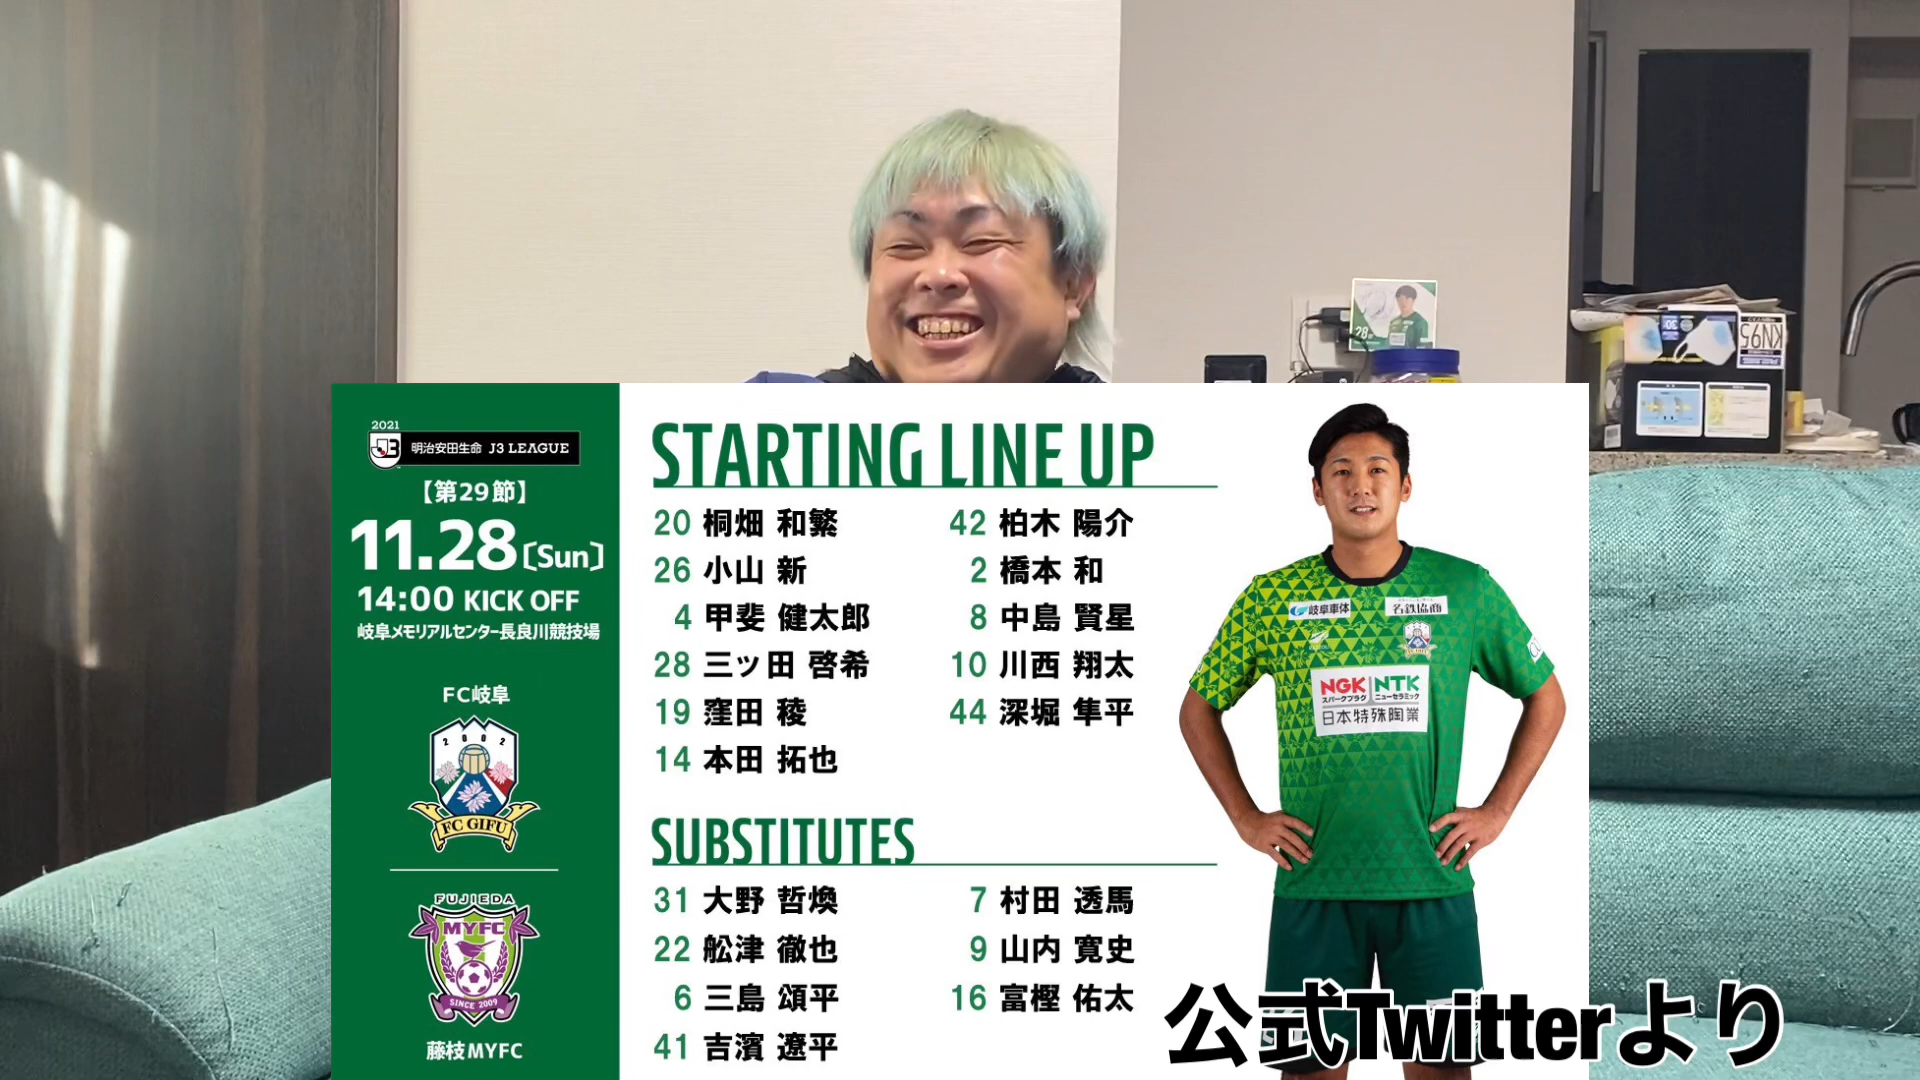 28
KN95
30
2021
J3
明治安田生命 J3 LEAGUE
【第29節】
11.28〔Sun〕
14:00 KICK OFF
岐阜メモリアルセンター長良川競技場
FC岐阜
2002
FC GIFU
FUJIEDA
MYFC
SINCE 2009
藤枝MYFC
STARTING LINE UP
20 桐畑 和繁
26 小山 新
4 甲斐 健太郎
28 三ッ田 啓希
19 窪田 稜
14 本田 拓也
42 柏木 陽介
2 橋本 和
8 中島 賢星
10 川西 翔太
44 深堀 隼平
SUBSTITUTES
31 大野 哲煥
22 舩津 徹也
6 三島 頌平
41 吉濱 遼平
7 村田 透馬
9 山内 寛史
16 富樫 佑太
岐阜車体
名鉄協商
FC GIFU
NGK NTK
スパークプラグ ニューセラミック
日本特殊陶業
公式Twitterより